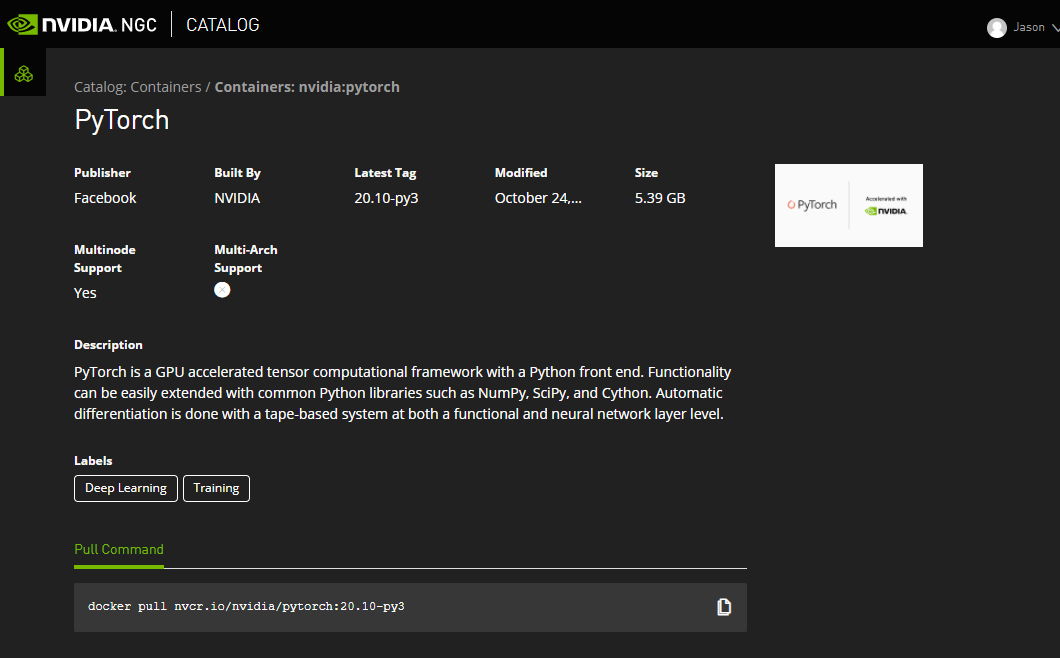 NVIDIA. NGC CATALOG
Jason
Catalog: Containers / Containers: nvidia:pytorch
PyTorch
Publisher Built By Latest Tag Modified Size
Facebook NVIDIA 20.10-py3 October 24,... 5.39 GB
PyTorch Accelerated with
NVIDIA.
Multinode Multi-Arch
Support Support
Yes
Description
PyTorch is a GPU accelerated tensor computational framework with a Python front end. Functionality
can be easily extended with common Python libraries such as NumPy, SciPy, and Cython. Automatic
differentiation is done with a tape-based system at both a functional and neural network layer level.
Labels
Deep Learning Training
Pull Command
docker pull nvcr.io/nvidia/pytorch:20.10-py3